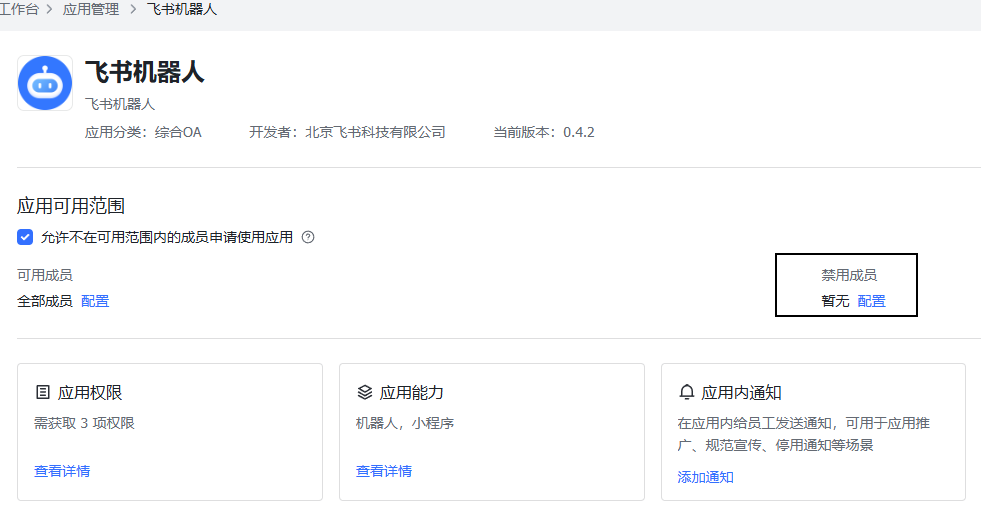 工作台 > 应用管理 > 飞书机器人
飞书机器人
飞书机器人
应用分类：综合OA 开发者：北京飞书科技有限公司 当前版本：0.4.2
应用可用范围
允许不在可用范围内的成员申请使用应用
可用成员
全部成员 配置
禁用成员
暂无 配置
应用权限
需获取 3 项权限
查看详情
应用能力
机器人，小程序
查看详情
应用内通知
在应用内给员工发送通知，可用于应用推
广、规范宣传、停用通知等场景
添加通知